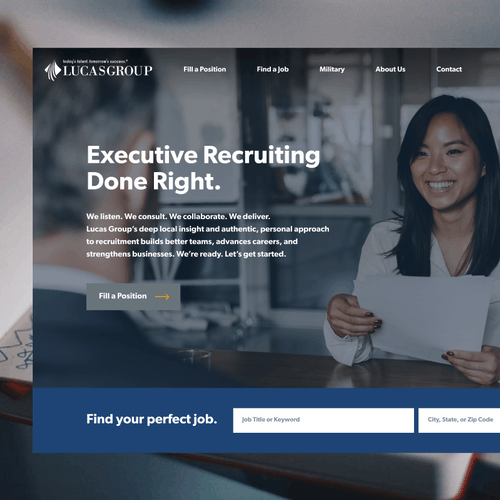 today's talent. tomorrow's success.®
LUCASGROUP
Fill a Position
Find a Job
Military
About Us
Contact
Executive Recruiting
Done Right.
We listen. We consult. We collaborate. We deliver.
Lucas Group's deep local insight and authentic, personal approach
to recruitment builds better teams, advances careers, and
strengthens businesses. We're ready. Let's get started.
Fill a Position
Find your perfect job.
Job Title or Keyword
City, State, or Zip Code